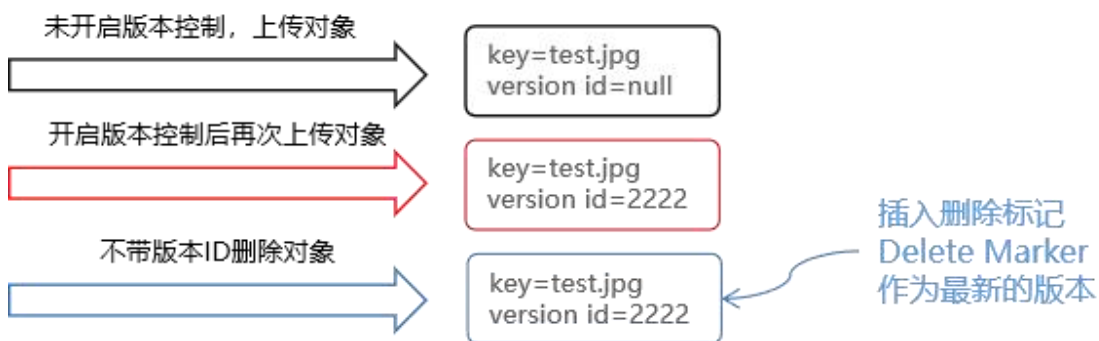 未开启版本控制，上传对象
key=test.jpg
version id=null
开启版本控制后再次上传对象
key=test.jpg
version id=2222
不带版本ID删除对象
key=test.jpg
version id=2222
插入删除标记
Delete Marker
作为最新的版本